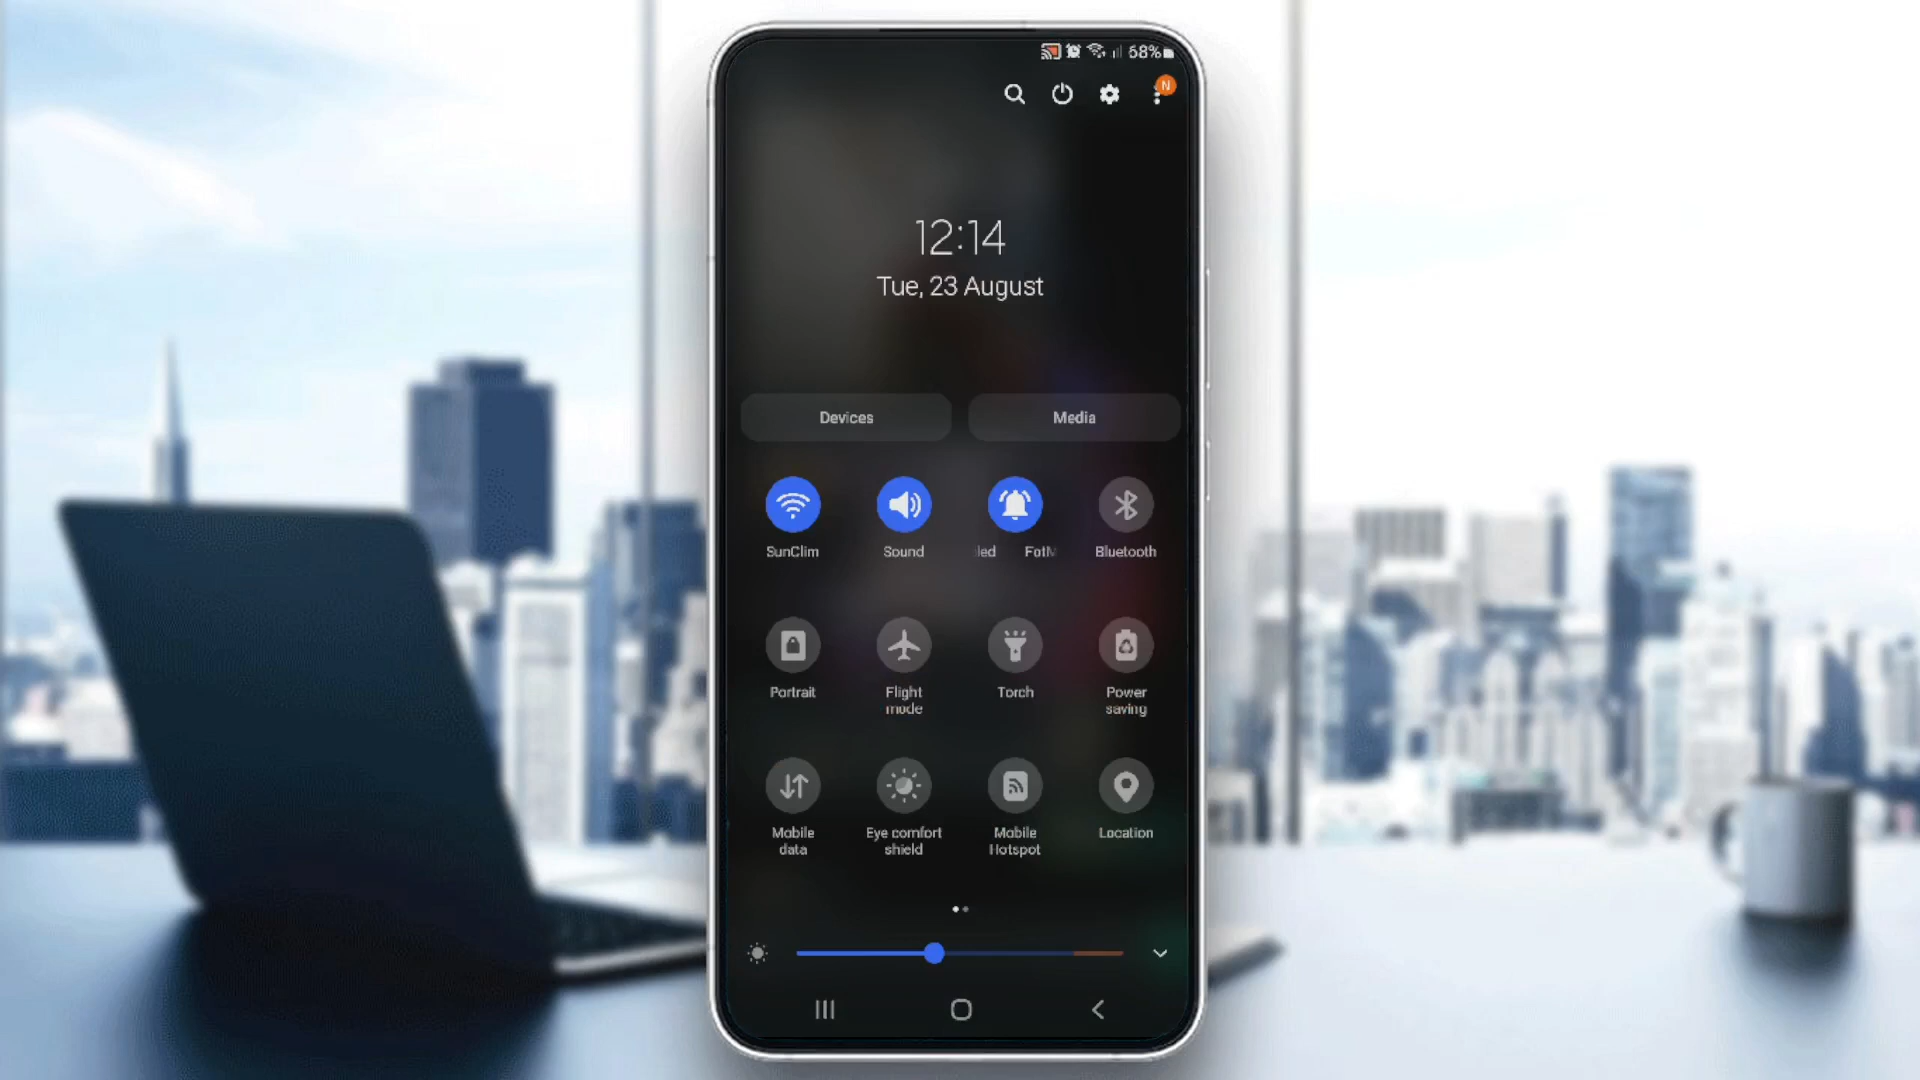 68%
N
12:14
Tue, 23 August
Devices
Media
SunClim
Sound
led FotM
Bluetooth
Portrait
Flight
mode
Torch
Power
saving
Mobile
data
Eye comfort
shield
Mobile
Hotspot
Location